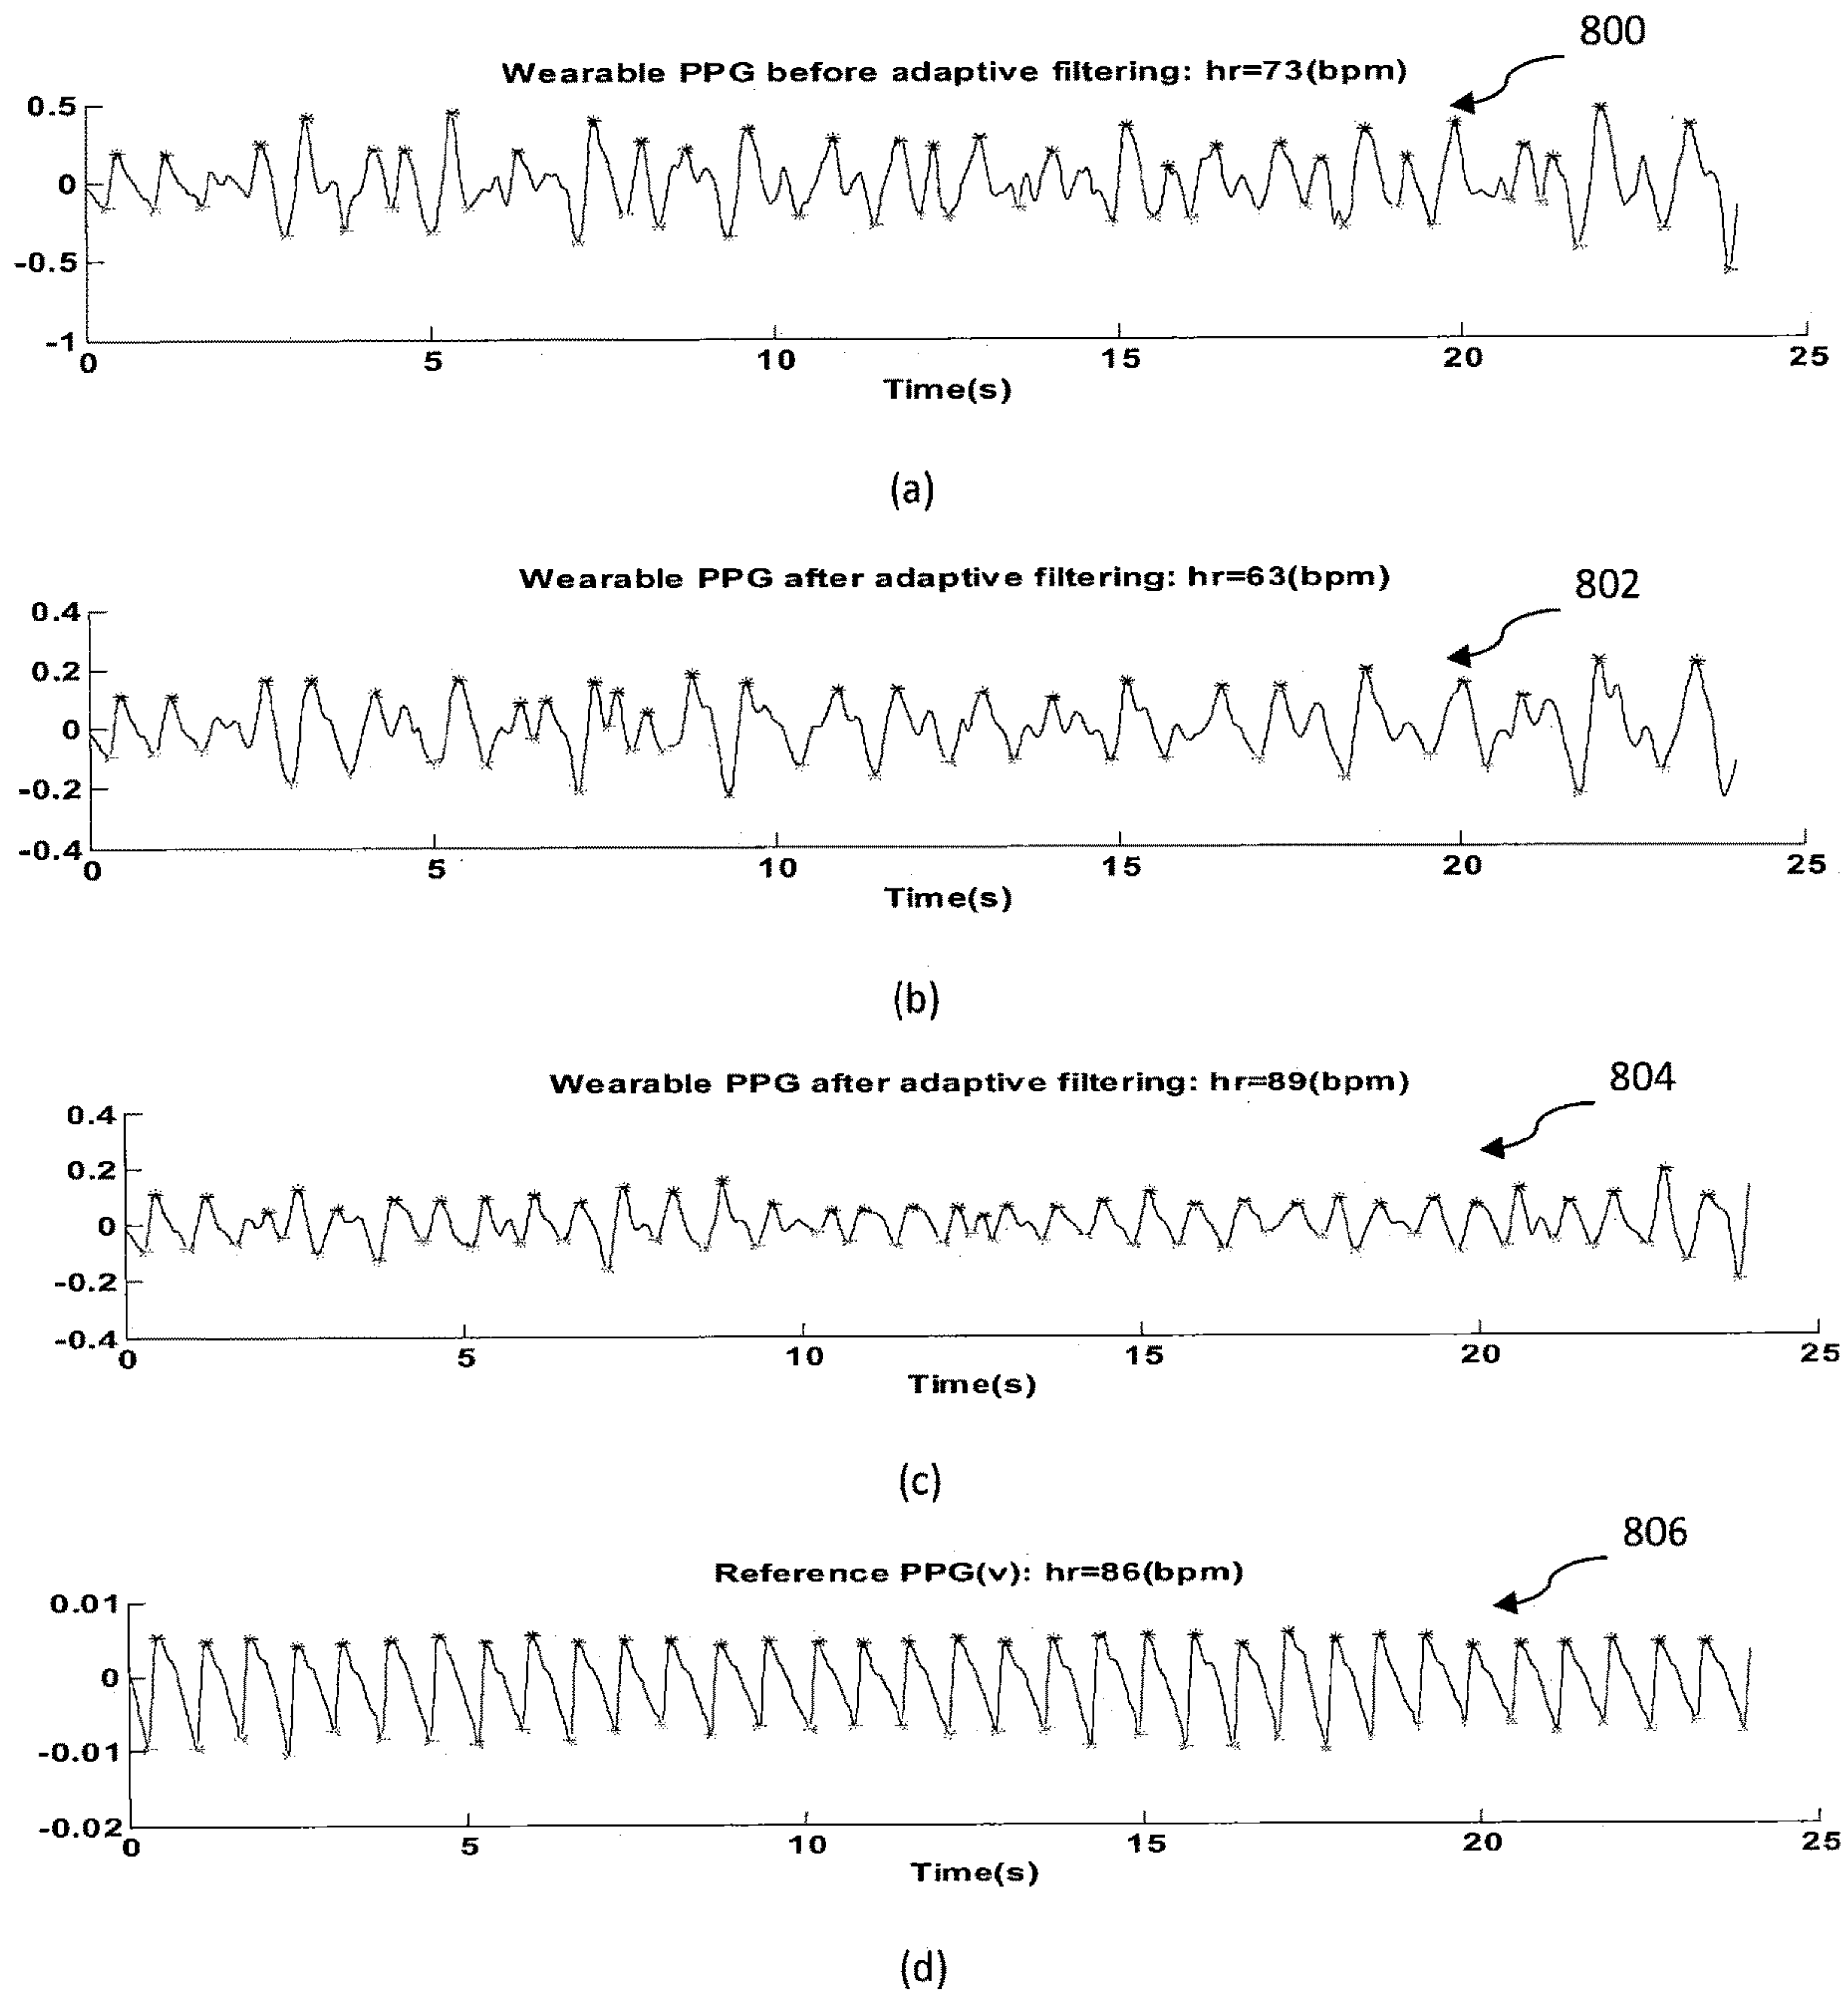 800
Wearable PPG before adaptive filtering: hr=73(bpm)
0.5
0
-0.5
-1
0 5 10 15 20 25
Time(s)
(a)
Wearable PPG after adaptive filtering: hr=63(bpm)
802
0.4
0.2
0
-0.2
-0.4
0 5 10 15 20 25
Time(s)
(b)
Wearable PPG after adaptive filtering: hr=89(bpm)
804
0.4
0.2
0
-0.2
-0.4
0 5 10 15 20 25
Time(s)
(c)
806
Reference PPG(v): hr=86(bpm)
0.01
0
-0.01
-0.02
0 5 10 15 20 25
Time(s)
(d)